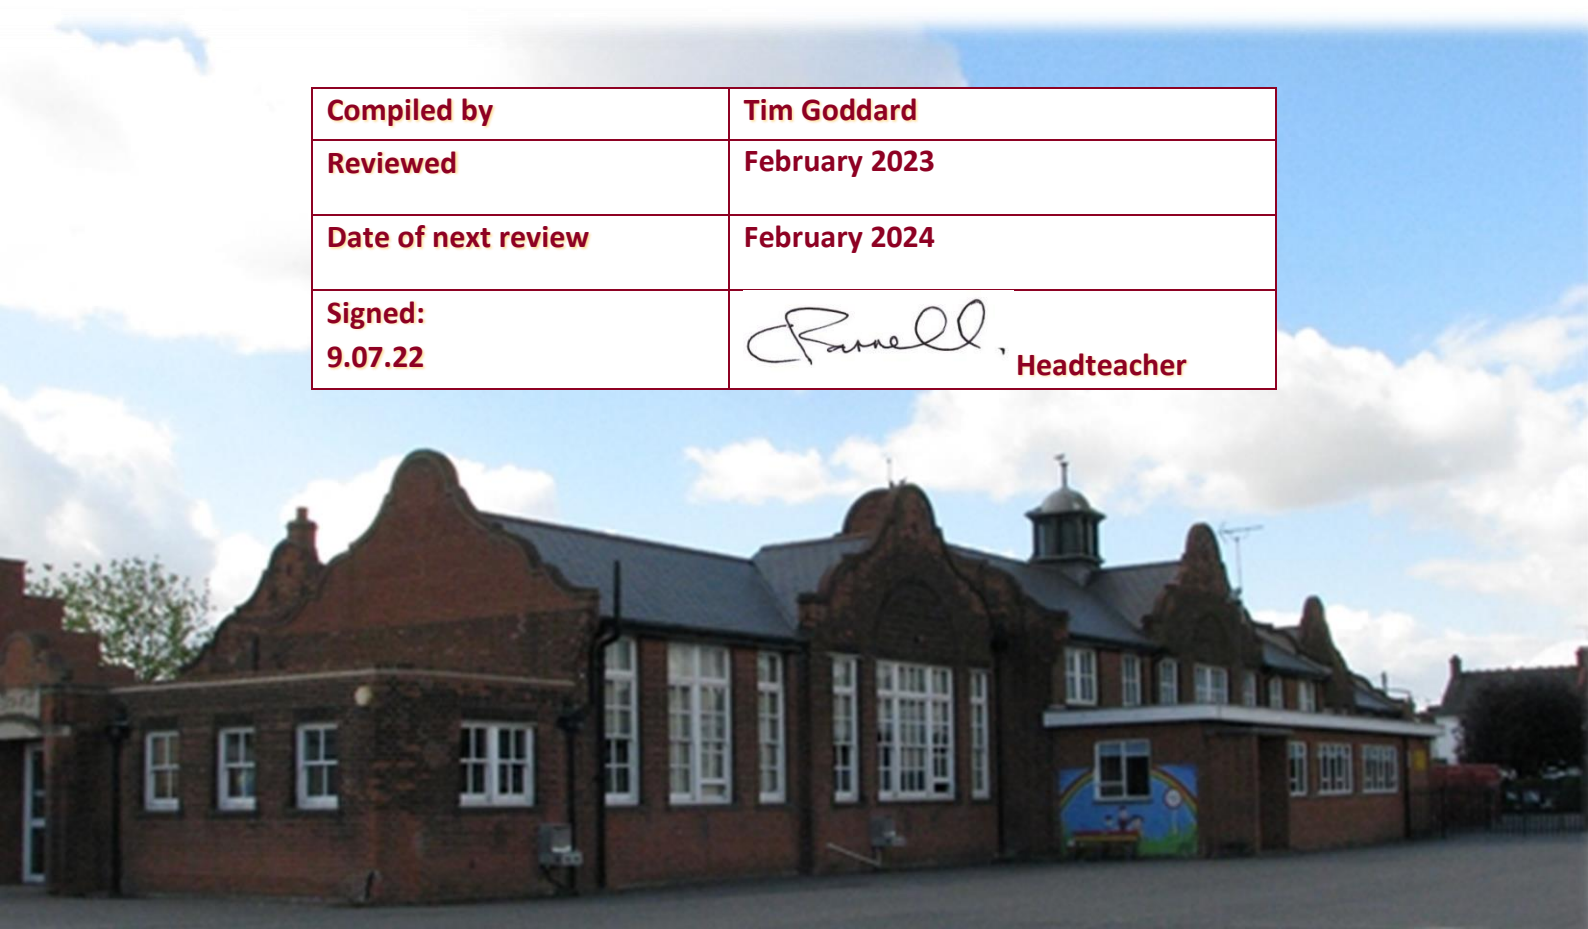 Compiled by Tim Goddard
Reviewed February 2023
Date of next review February 2024
Signed:
9.07.22
Headteacher